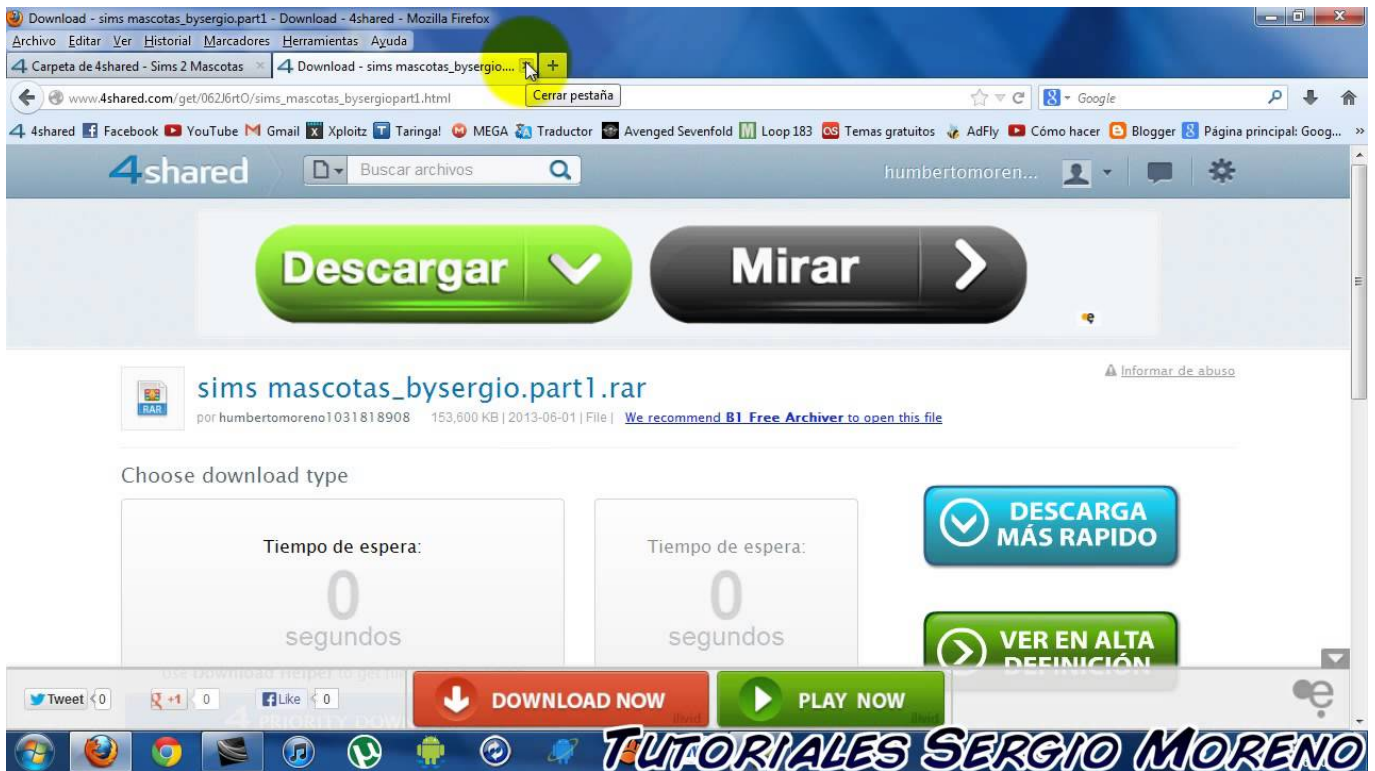 Download - sims mascotas_bysergio.part1 - Download - 4shared - Mozilla Firefox
Archivo Editar Ver Historial Marcadores Herramientas Ayuda
Carpeta de 4shared - Sims 2 Mascotas × Download - sims mascotas_bysergio.... +
www.4shared.com/get/062J6rtO/sims_mascotas_bysergiopart1.html Cerrar pestaña Google
4shared Facebook YouTube Gmail Xploitz Taringa! MEGA Traductor Avenged Sevenfold Loop 183 Temas gratuitos AdFly Cómo hacer Blogger Página principal: Goog... »
4shared Buscar archivos humbertomoren...
Descargar Mirar
sims mascotas_bysergio.part1.rar
Informar de abuso
RAR
por humbertomoreno1031818908 153,600 KB | 2013-06-01 | File | We recommend B1 Free Archiver to open this file
Choose download type
Tiempo de espera: Tiempo de espera:
0 0
segundos segundos
DESCARGA
MÁS RAPIDO
VER EN ALTA
DEFINICIÓN
Tweet 0 +1 0 Like 0
DOWNLOAD NOW PLAY NOW
PRIORITY DOW
TUTORIALES SERGIO MORENO